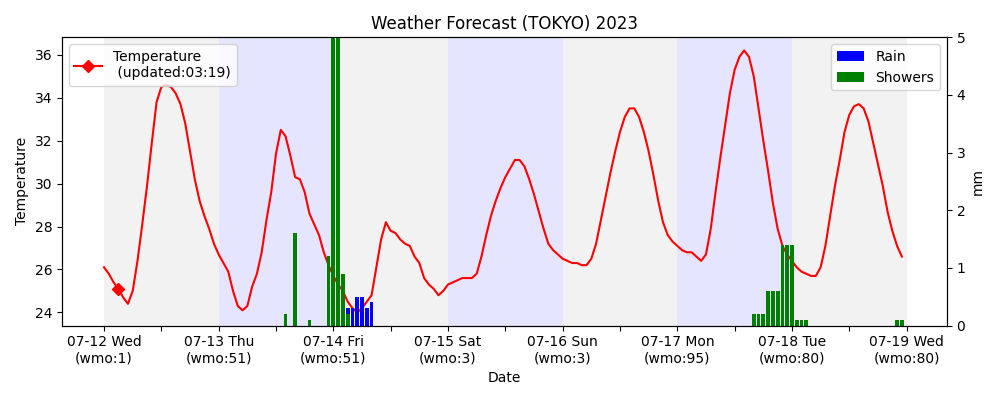 Weather Forecast (TOKYO) 2023
Temperature
(updated:03:19)
Rain
Showers
36
34
32
30
28
26
24
Temperature
5
4
3
2
1
0
mm
07-12 Wed
(wmo:1)
07-13 Thu
(wmo:51)
07-14 Fri
(wmo:51)
07-15 Sat
(wmo:3)
07-16 Sun
(wmo:3)
07-17 Mon
(wmo:95)
07-18 Tue
(wmo:80)
07-19 Wed
(wmo:80)
Date